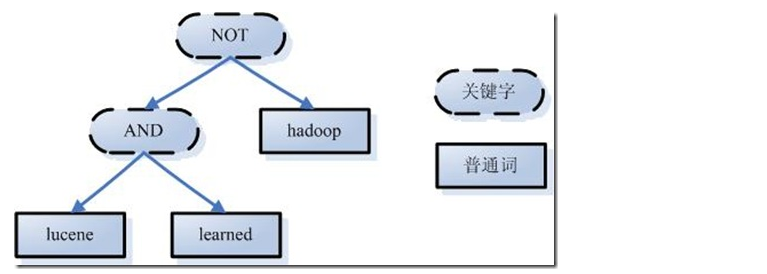 NOT
关键字
AND
hadoop
普通词
lucene
learned